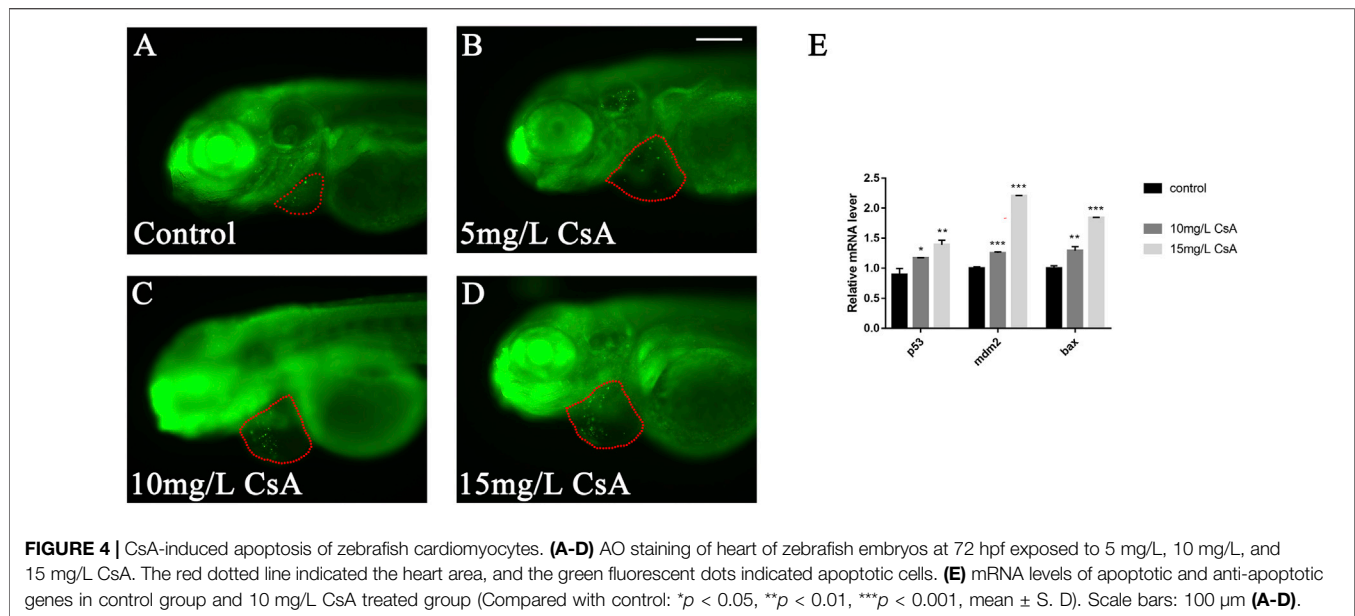 A
Control
B
5mg/L CsA
C
10mg/L CsA
D
15mg/L CsA
E
Relative mRNA lever
2.5
2.0
1.5
1.0
0.5
0.0
* ** *** *** ** ***
p53 mdm2 bax
control
10mg/L CsA
15mg/L CsA
FIGURE 4 | CsA-induced apoptosis of zebrafish cardiomyocytes. (A-D) AO staining of heart of zebrafish embryos at 72 hpf exposed to 5 mg/L, 10 mg/L, and
15 mg/L CsA. The red dotted line indicated the heart area, and the green fluorescent dots indicated apoptotic cells. (E) mRNA levels of apoptotic and anti-apoptotic
genes in control group and 10 mg/L CsA treated group (Compared with control: *p < 0.05, **p < 0.01, ***p < 0.001, mean ± S. D). Scale bars: 100 μm (A-D).